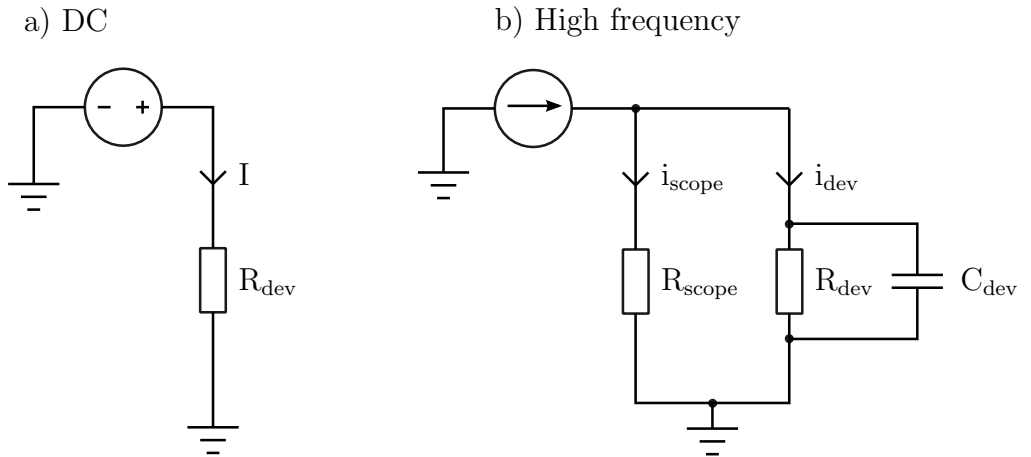 a) DC
b) High frequency
- +
I
i_scope
i_dev
R_dev
R_scope
R_dev
C_dev